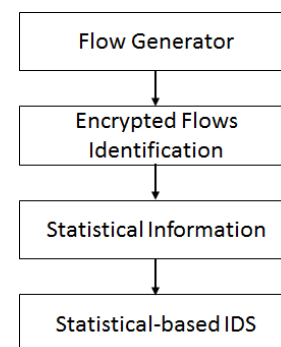 Flow Generator
Encrypted Flows
Identification
Statistical Information
Statistical-based IDS